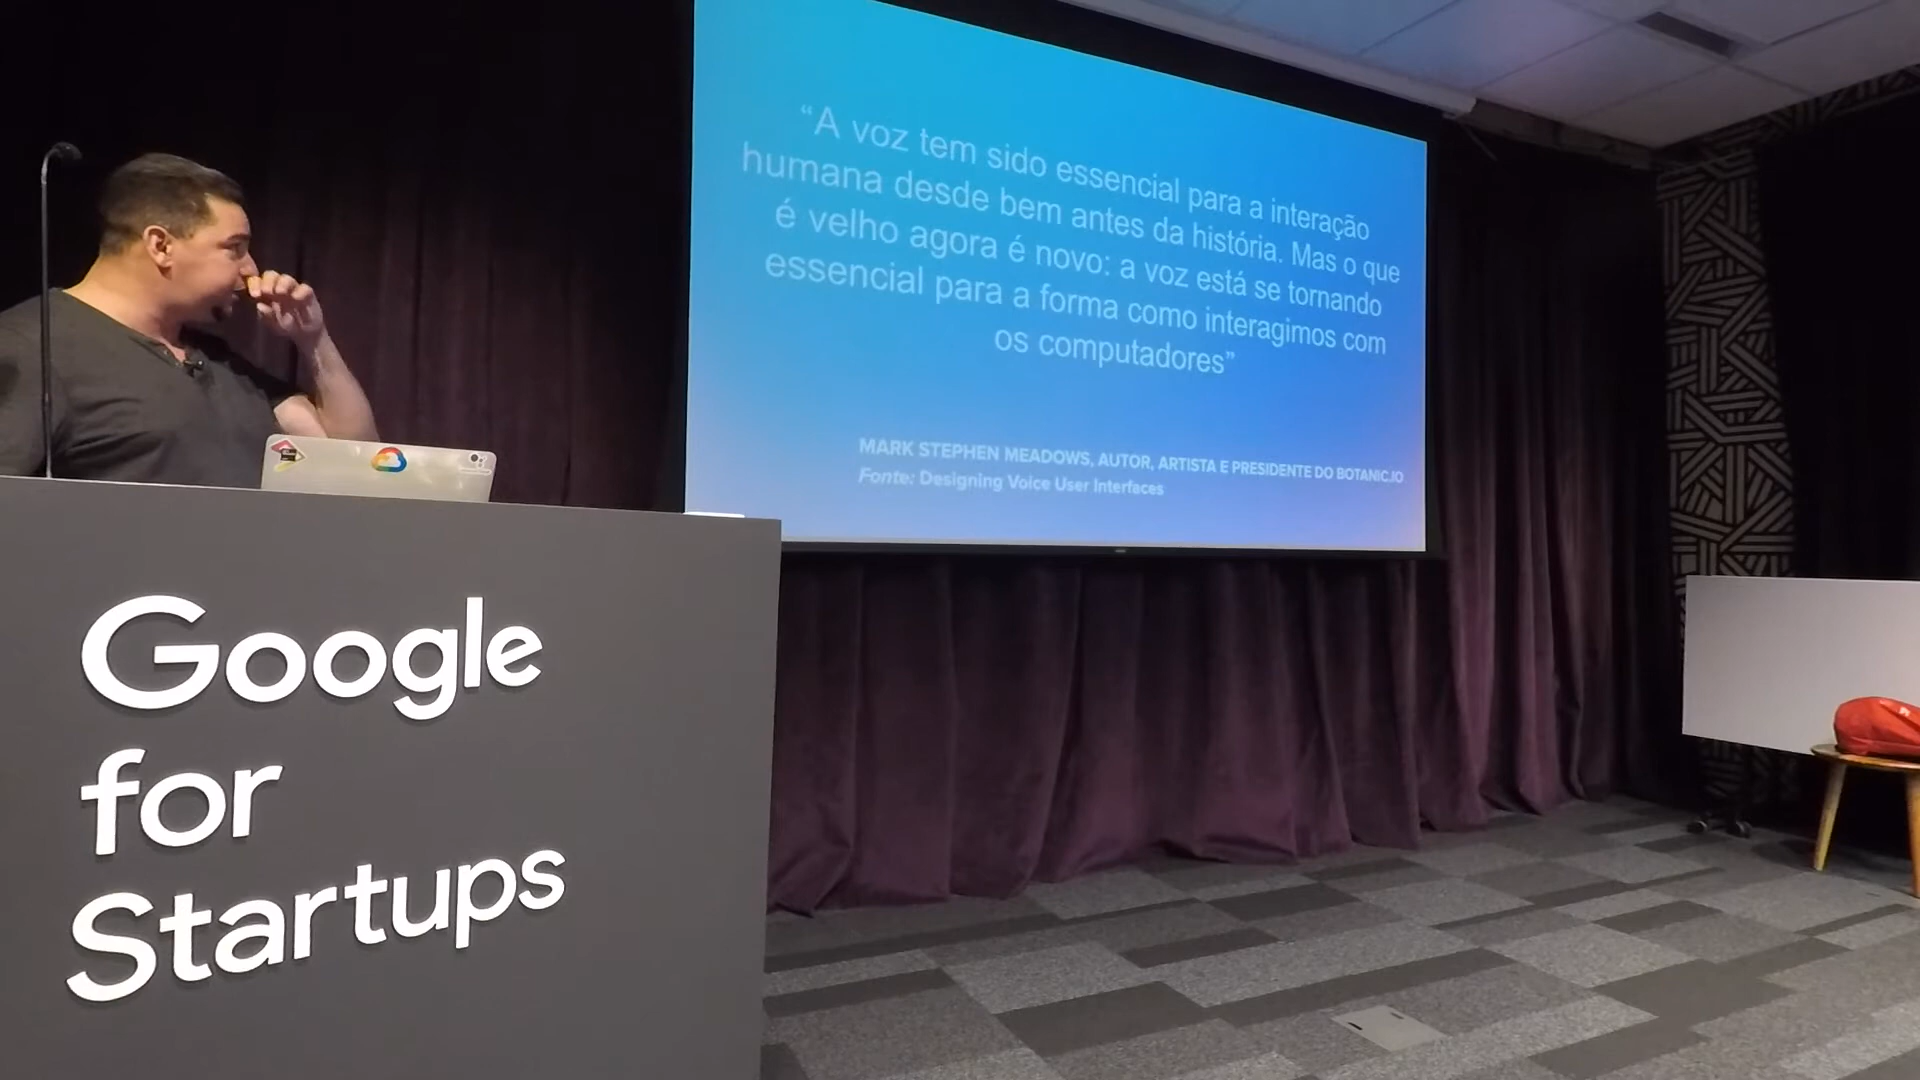 “A voz tem sido essencial para a interação
humana desde bem antes da história. Mas o que
é velho agora é novo: a voz está se tornando
essencial para a forma como interagimos com
os computadores”
MARK STEPHEN MEADOWS, AUTOR, ARTISTA E PRESIDENTE DO BOTANIC.IO
Fonte: Designing Voice User Interfaces
Google
for
Startups